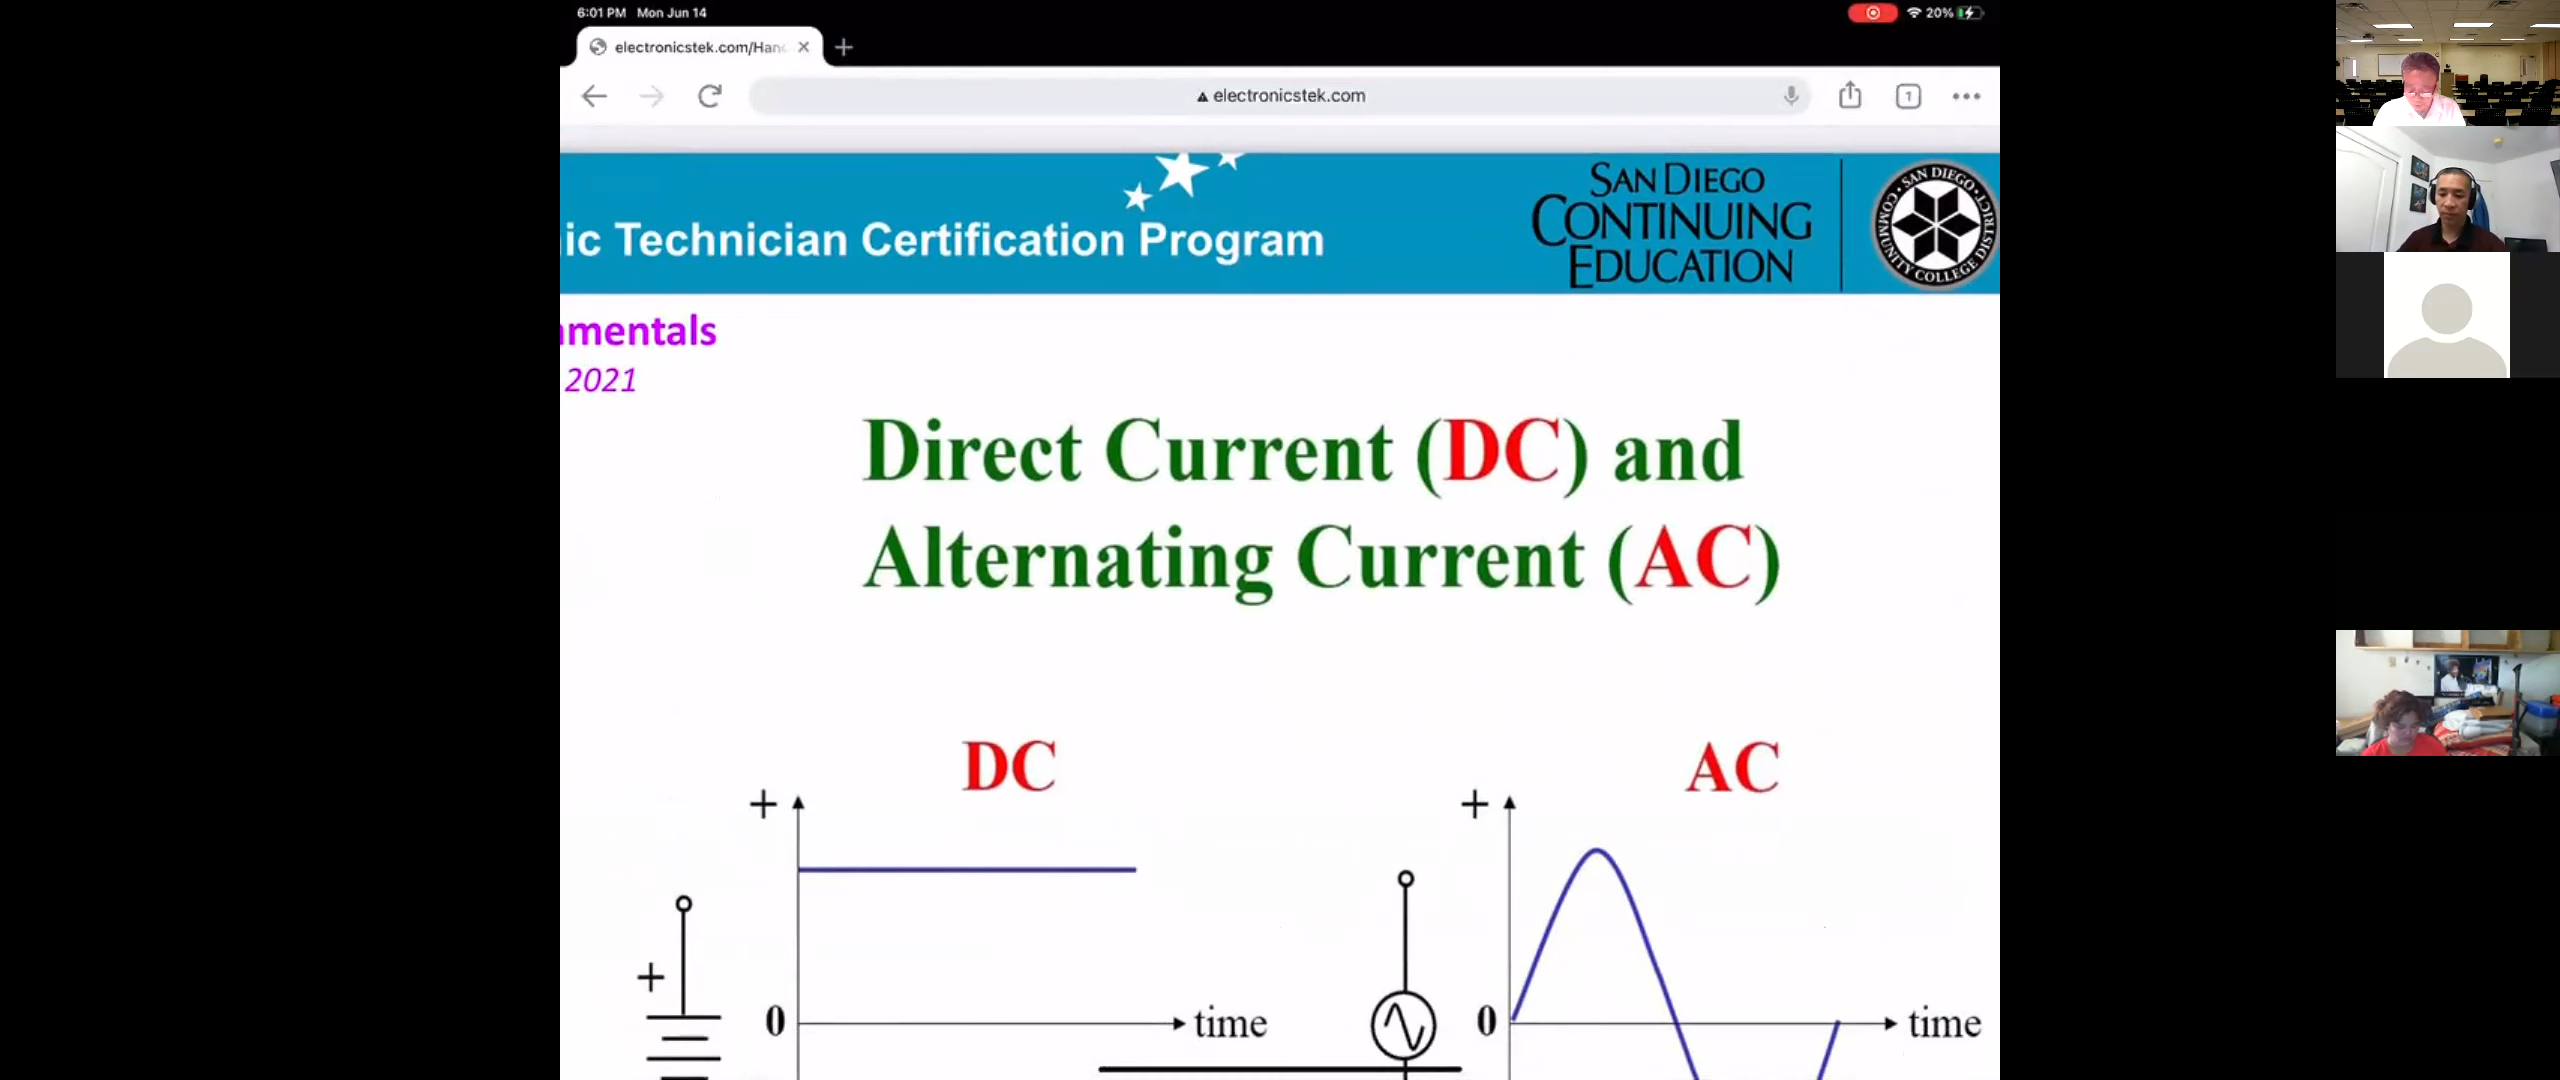 6:01 PM Mon Jun 14
20%
electronicstek.com/Han
electronicstek.com
1
ic Technician Certification Program
SAN DIEGO
CONTINUING
EDUCATION
SAN DIEGO
COMMUNITY COLLEGE DISTRICT
amentals
2021
Direct Current (DC) and
Alternating Current (AC)
DC
AC
+
+
+
0
time
0
time